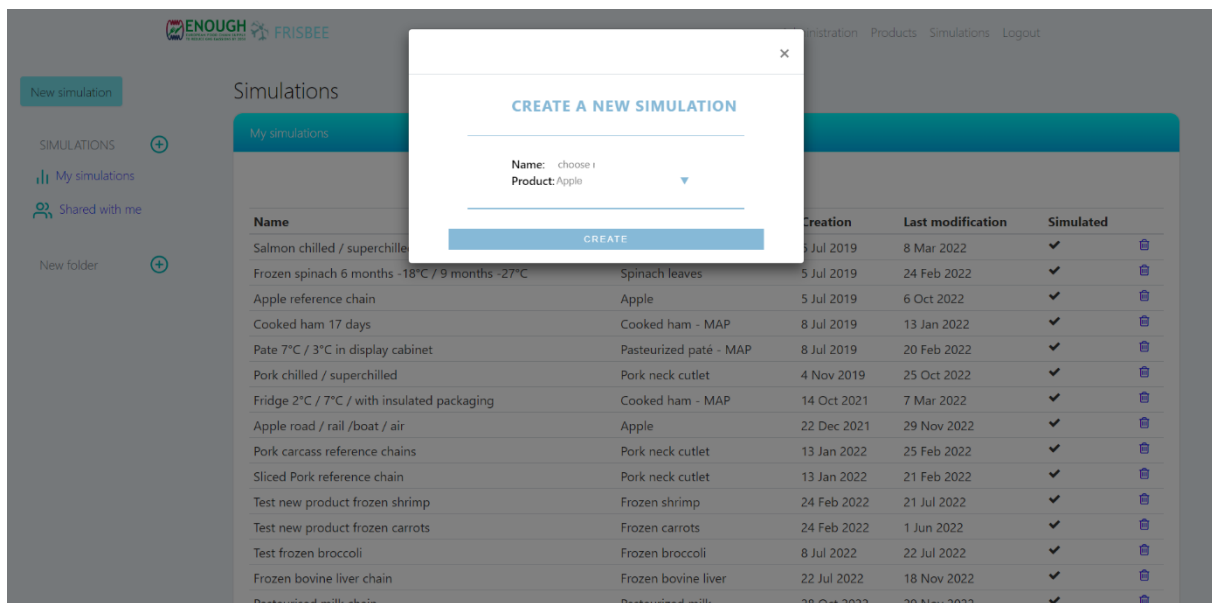 ENOUGH FRISBEE
Products Simulations Logout
×
New simulation
Simulations
CREATE A NEW SIMULATION
My simulations
SIMULATIONS
Name: choose
Product: Apple
My simulations
Shared with me
CREATE
New folder
Name Creation Last modification Simulated
Salmon chilled / Jul 2019 8 Mar 2022
Frozen spinach 6 months -18°C / 9 months -27°C Spinach leaves 5 Jul 2019 24 Feb 2022
Apple reference chain Apple 5 Jul 2019 6 Oct 2022
Cooked ham 17 days Cooked ham - MAP 8 Jul 2019 13 Jan 2022
Pate 7°C / 3°C in display cabinet Pasteurized paté - MAP 8 Jul 2019 20 Feb 2022
Pork chilled / superchilled Pork neck cutlet 4 Nov 2019 25 Oct 2022
Fridge 2°C / 7°C / with insulated packaging Cooked ham - MAP 14 Oct 2021 7 Mar 2022
Apple road / rail /boat / air Apple 22 Dec 2021 29 Nov 2022
Pork carcass reference chains Pork neck cutlet 13 Jan 2022 25 Feb 2022
Sliced Pork reference chain Pork neck cutlet 13 Jan 2022 21 Feb 2022
Test new product frozen shrimp Frozen shrimp 24 Feb 2022 21 Jul 2022
Test new product frozen carrots Frozen carrots 24 Feb 2022 1 Jun 2022
Test frozen broccoli Frozen broccoli 8 Jul 2022 22 Jul 2022
Frozen bovine liver chain Frozen bovine liver 22 Jul 2022 18 Nov 2022